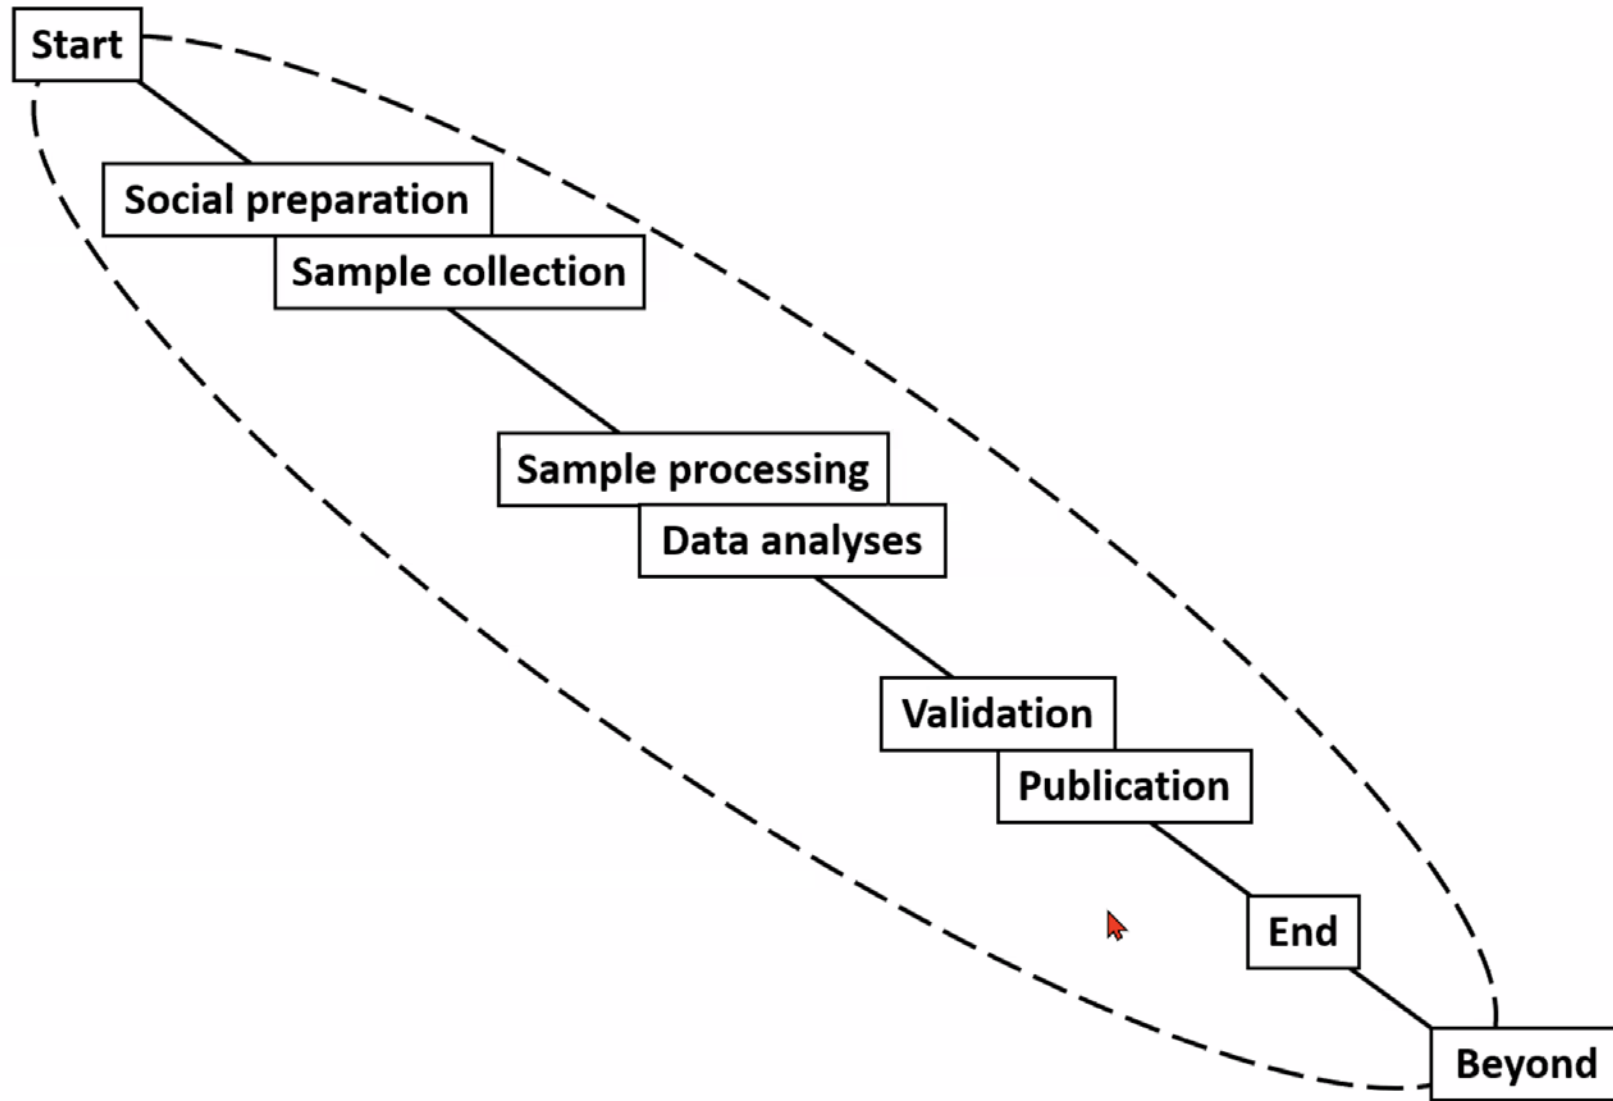 Start
Social preparation
Sample collection
Sample processing
Data analyses
Validation
Publication
End
Beyond